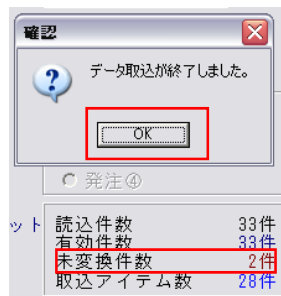 確認
データ取込が終了しました。
OK
発注④
ット
読込件数 33件
有効件数 33件
未変換件数 2件
取込アイテム数 28件